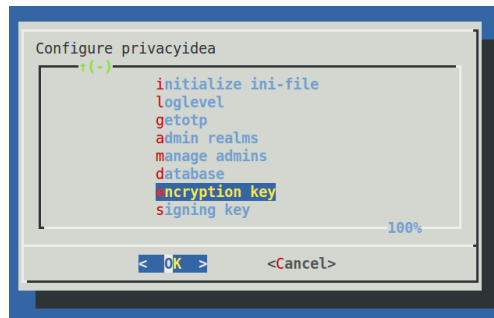 Configure privacyidea
↑(-)
initialize ini-file
loglevel
getotp
admin realms
manage admins
database
encryption key
signing key
100%
<  OK  > <Cancel>